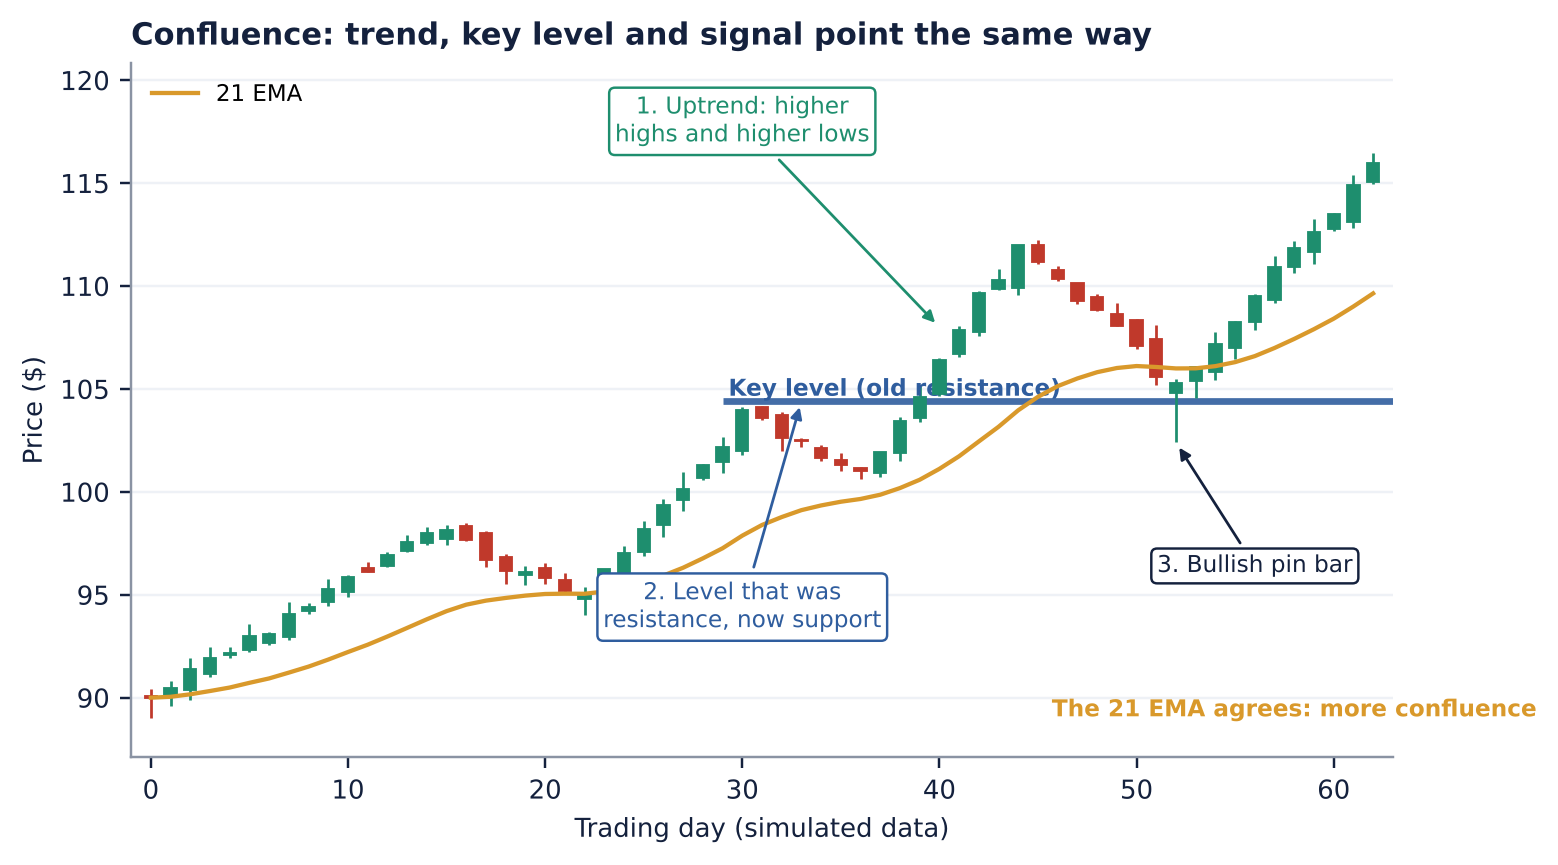 Confluence: trend, key level and signal point the same way
21 EMA
1. Uptrend: higher
highs and higher lows
Key level (old resistance)
2. Level that was
resistance, now support
3. Bullish pin bar
The 21 EMA agrees: more confluence
Price ($)
120
115
110
105
100
95
90
0 10 20 30 40 50 60
Trading day (simulated data)